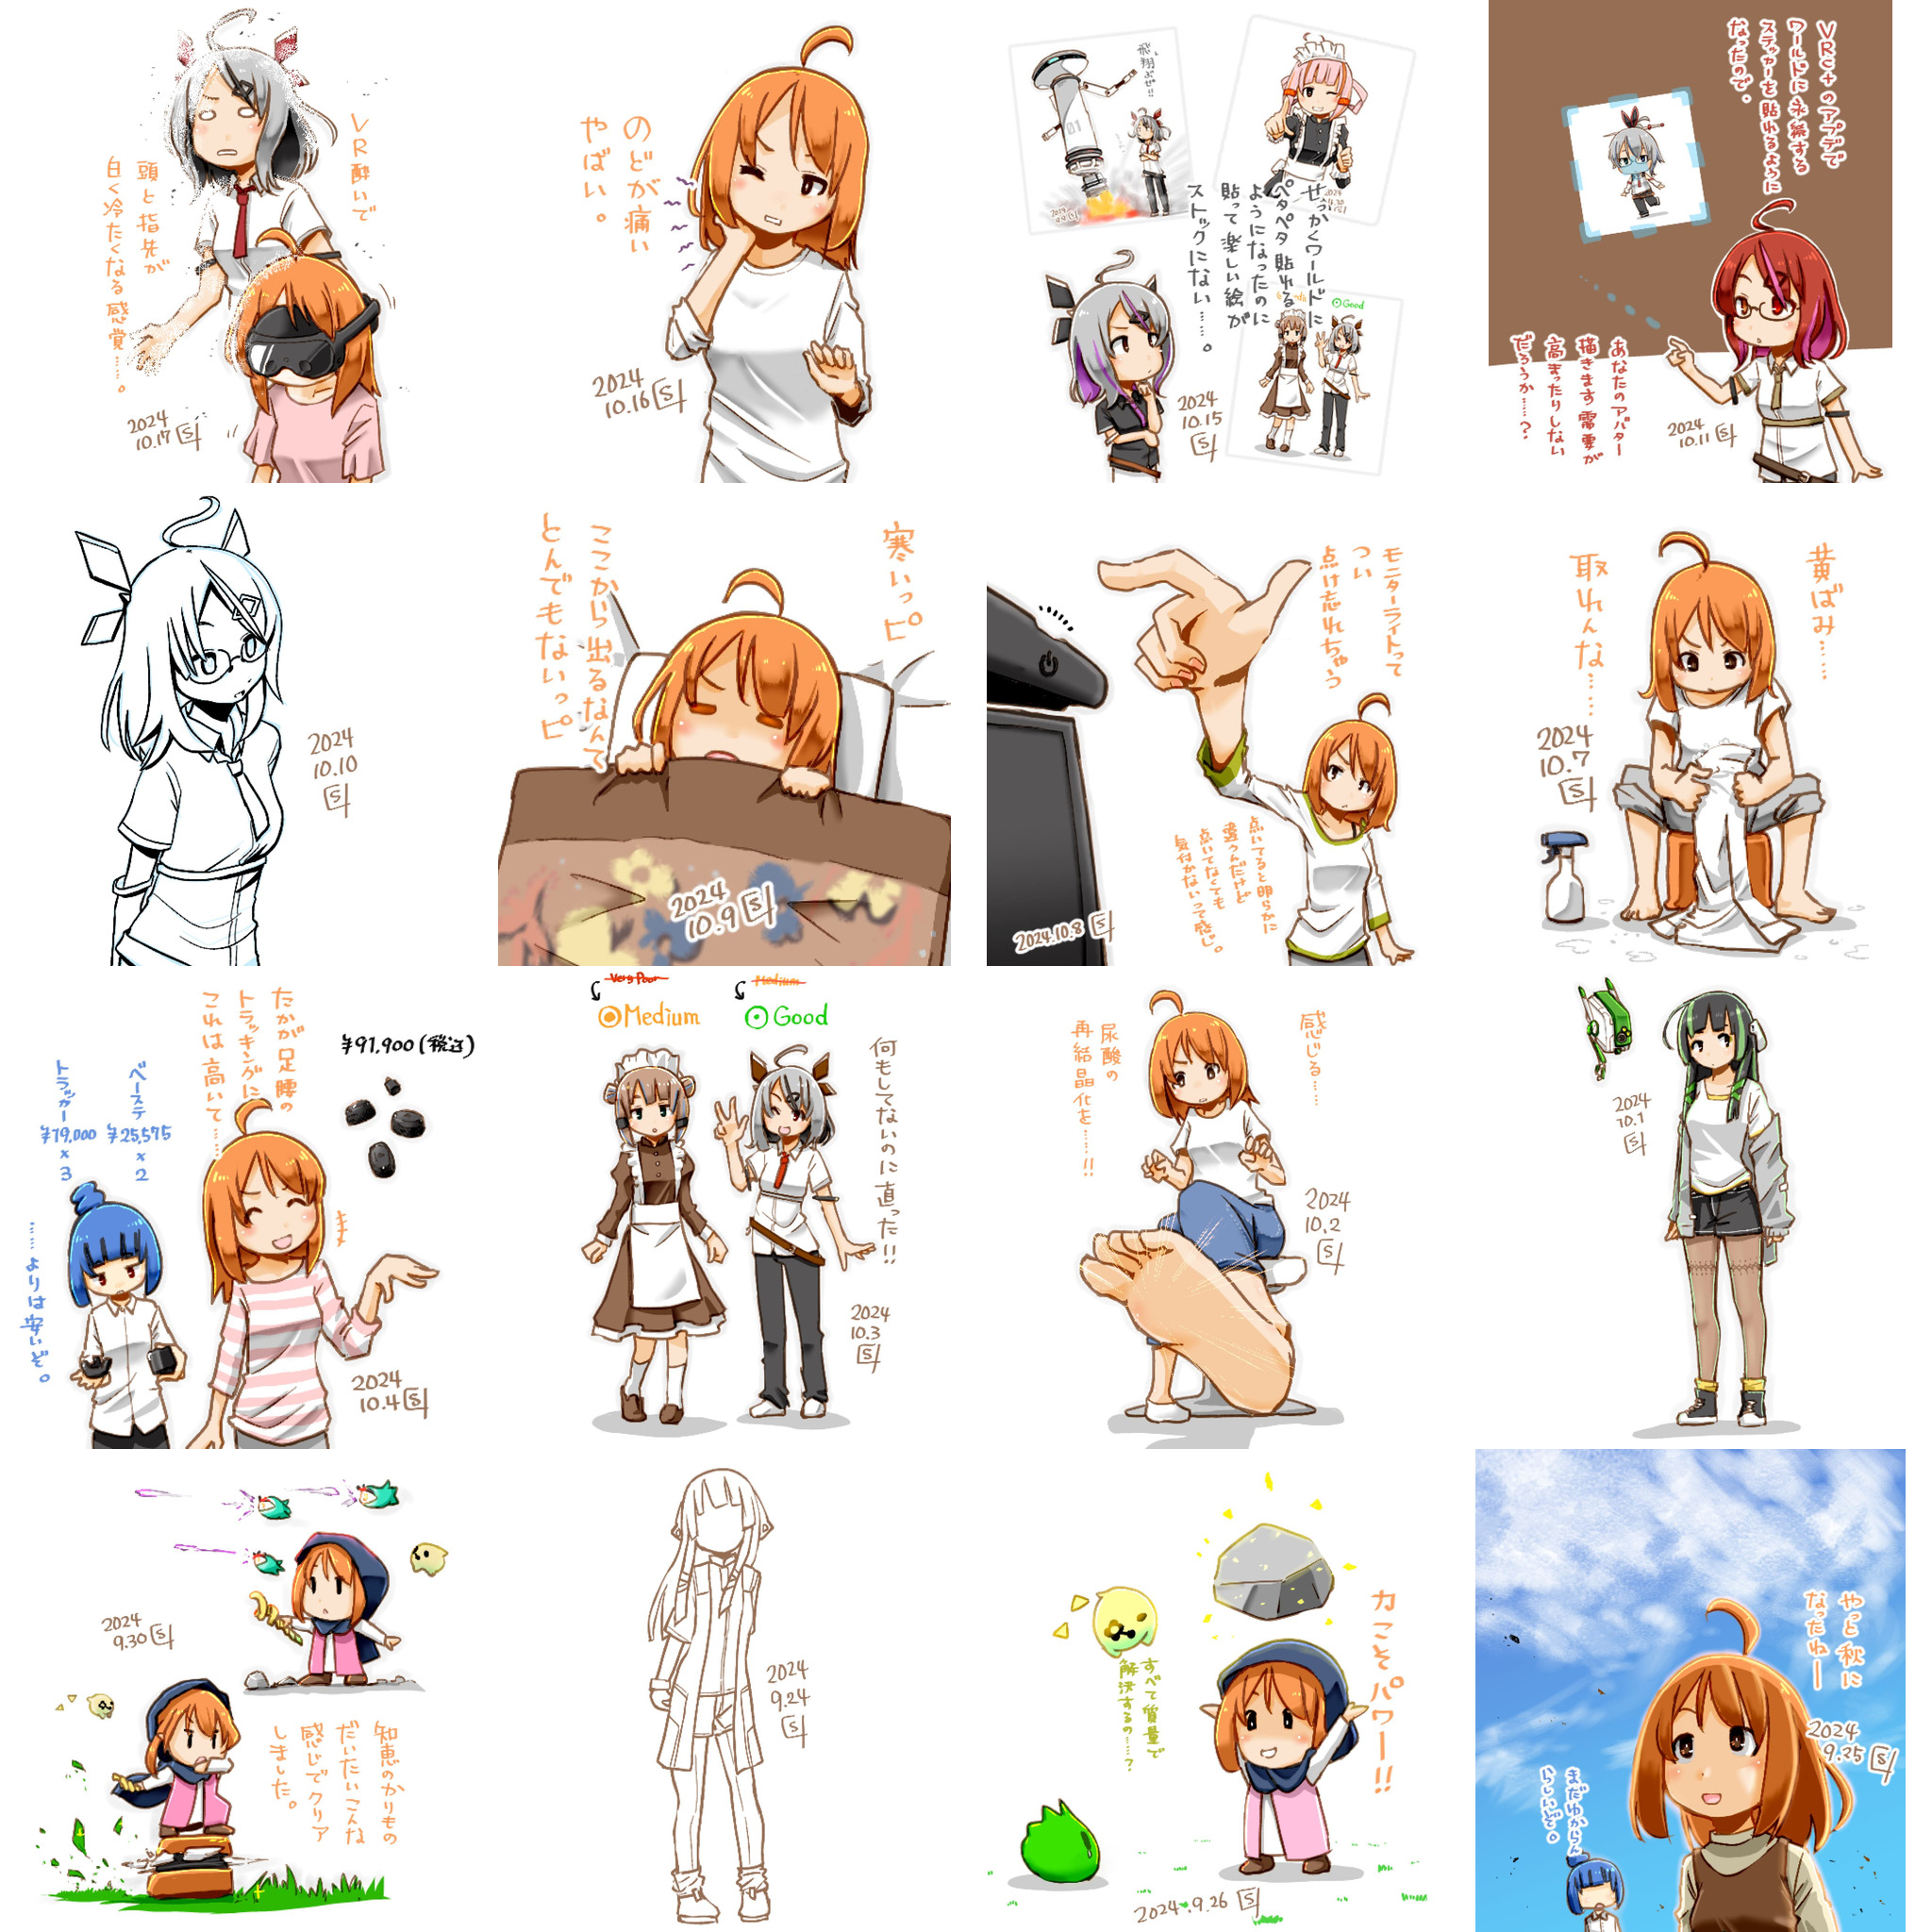 VR酔いで
頭と指先が
白く冷たくなる感覚……。
2024
10.17
のどが痛い
やばい。
2024
10.16
飛翔ぶぜ!!
01
せっかくワールドに
ペタペタ貼れる
ようになったのに
貼って楽しい絵が
ストックにない……。
Good
2024
10.15
VRC+のアプデで
ワールドに永続する
ステッカーを貼れるように
なったので、
あなたのアバター
描きます需要が
高まったりしない
だろうか……?
2024
10.11
2024
10.10
寒いっピ
ここから出るなんて
とんでもないっピ
2024
10.9
モニターライトって
つい
点け忘れちゃう
点いてると明らかに
違うんだけど
点いてなくても
気付かないって感じ。
2024.10.8
黄ばみ……
取れんな……
2024
10.7
たかが足腰の
トラッキングに
これは高いて……
¥91,900(税込)
ベーステ
¥25,575
x
2
トラッカー
¥19,000
x
3
……よりは安いぞ。
2024
10.4
Very Poor
Medium
Medium
Good
何もしてないのに直った!!
2024
10.3
感じる……
尿酸の
再結晶化を……!!
2024
10.2
2024
10.1
2024
9.30
知恵のかりもの
だいたいこんな
感じでクリア
しました。
2024
9.24
力こそパワー!!
すべて質量で
解決するの……?
2024.9.26
やっと秋に
なったねー
2024
9.25
まだゆからん
らしいぞ。